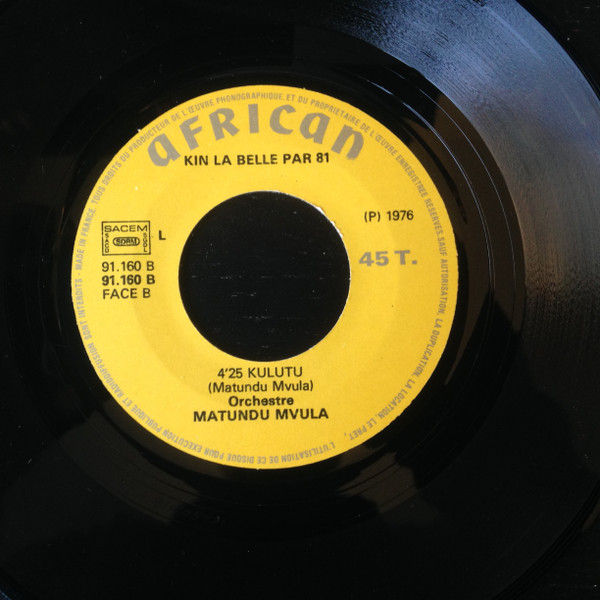 TOUS DROITS DU PRODUCTEUR DE L'ŒUVRE PHONOGRAPHIQUE, ET DU PROPRIETAIRE DE L'ŒUVRE ENREGISTREE RESERVES. SAUF AUTORISATION, LA DUPLICATION, LA LOCATION, LE PRET, L'UTILISATION DE CE DISQUE POUR EXECUTION PUBLIQUE ET RADIODIFFUSION SONT INTERDITS - MADE IN FRANCE.
aFRICan
KIN LA BELLE PAR 81
(P) 1976
SACEM
SACD
SDRM
SGDL
L
45 T.
91.160 B
91.160 B
FACE B
4'25 KULUTU
(Matundu Mvula)
Orchestre
MATUNDU MVULA